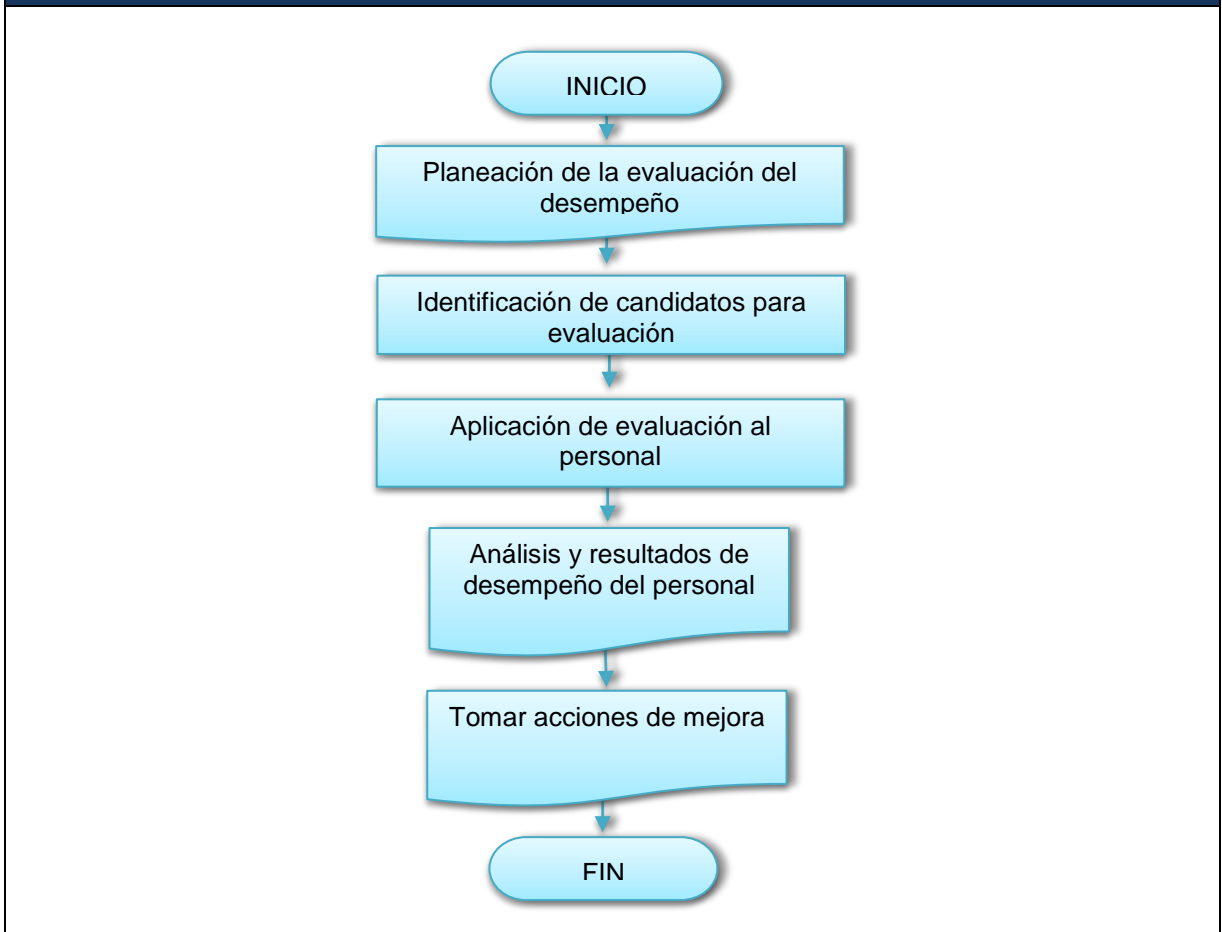 INICIO
Planeación de la evaluación del
desempeño
Identificación de candidatos para
evaluación
Aplicación de evaluación al
personal
Análisis y resultados de
desempeño del personal
Tomar acciones de mejora
FIN